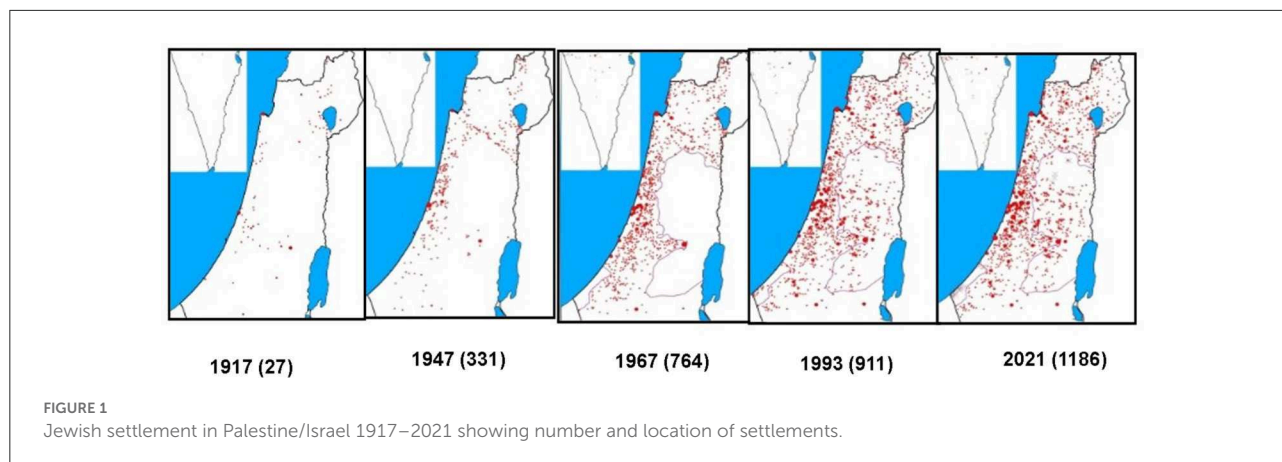 1917 (27)
1947 (331)
1967 (764)
1993 (911)
2021 (1186)
FIGURE 1
Jewish settlement in Palestine/Israel 1917–2021 showing number and location of settlements.